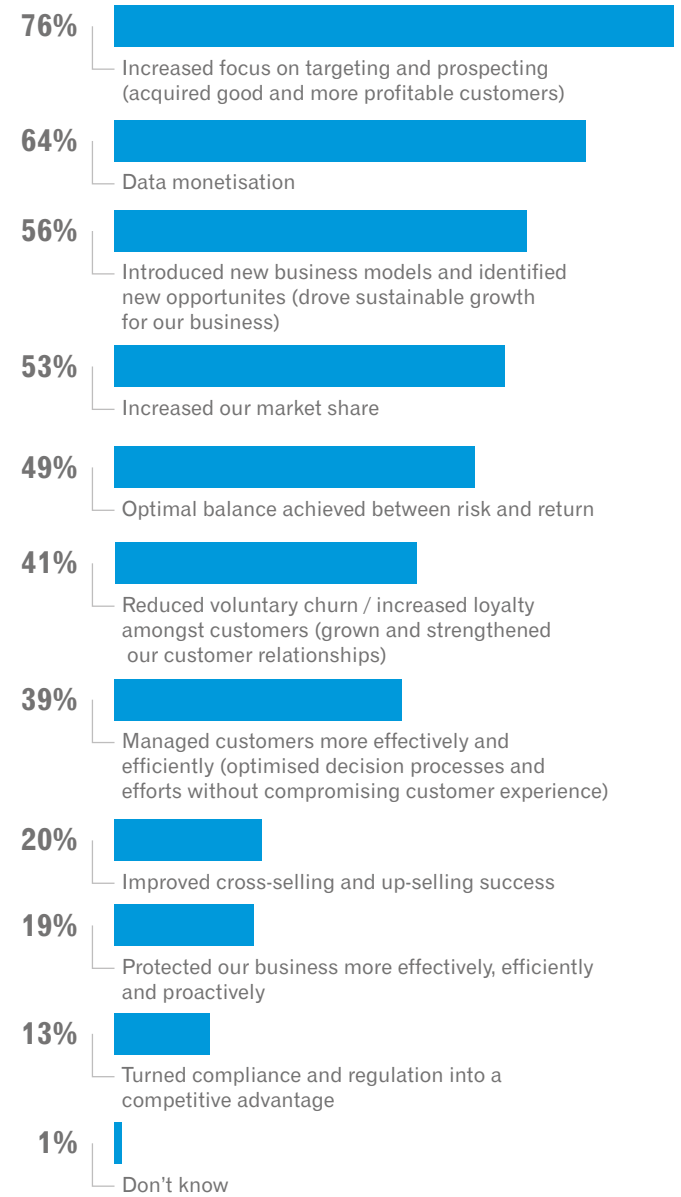 76%
Increased focus on targeting and prospecting
(acquired good and more profitable customers)
64%
Data monetisation
56%
Introduced new business models and identified
new opportunites (drove sustainable growth
for our business)
53%
Increased our market share
49%
Optimal balance achieved between risk and return
41%
Reduced voluntary churn / increased loyalty
amongst customers (grown and strengthened
our customer relationships)
39%
Managed customers more effectively and
efficiently (optimised decision processes and
efforts without compromising customer experience)
20%
Improved cross-selling and up-selling success
19%
Protected our business more effectively, efficiently
and proactively
13%
Turned compliance and regulation into a
competitive advantage
1%
Don't know